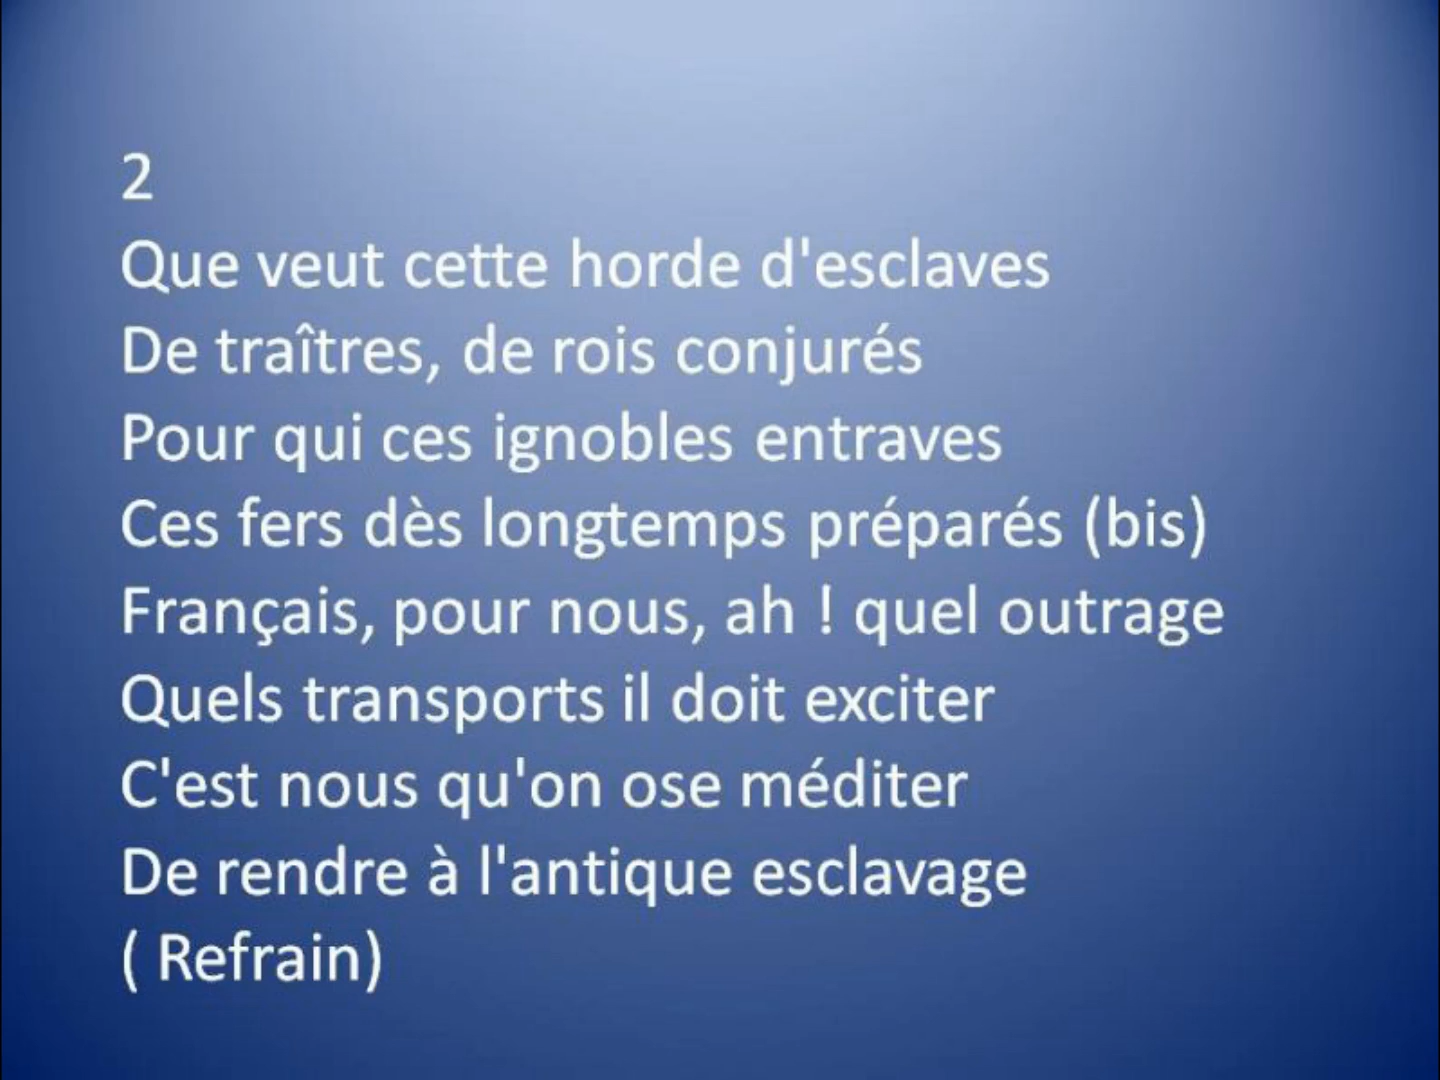 2
Que veut cette horde d'esclaves
De traîtres, de rois conjurés
Pour qui ces ignobles entraves
Ces fers dès longtemps préparés (bis)
Français, pour nous, ah ! quel outrage
Quels transports il doit exciter
C'est nous qu'on ose méditer
De rendre à l'antique esclavage
( Refrain)